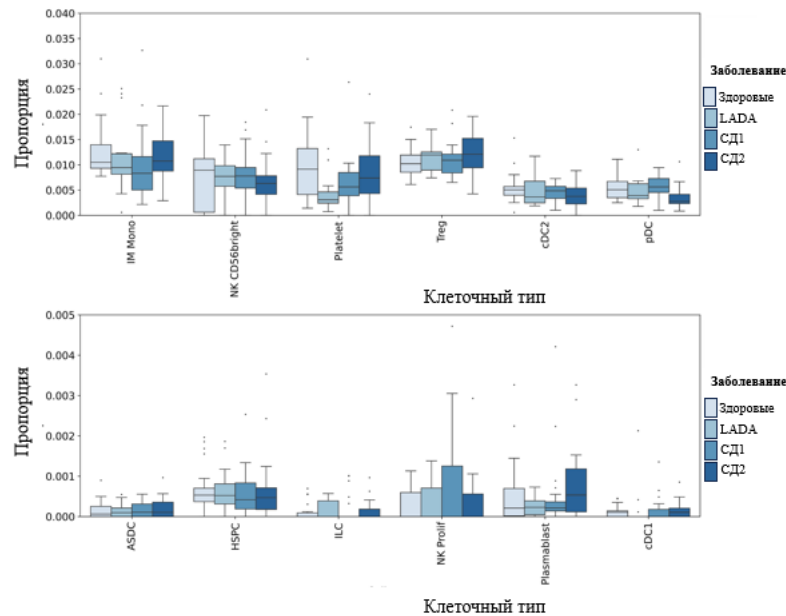 Пропорция
0.040
0.035
0.030
0.025
0.020
0.015
0.010
0.005
0.000
IM Mono
NK CD56bright
Platelet
Treg
cDC2
pDC
Клеточный тип
Заболевание
Здоровые
LADA
СД1
СД2
Пропорция
0.005
0.004
0.003
0.002
0.001
0.000
ASDC
HSPC
ILC
NK Prolif
Plasmablast
cDC1
Клеточный тип
Заболевание
Здоровые
LADA
СД1
СД2